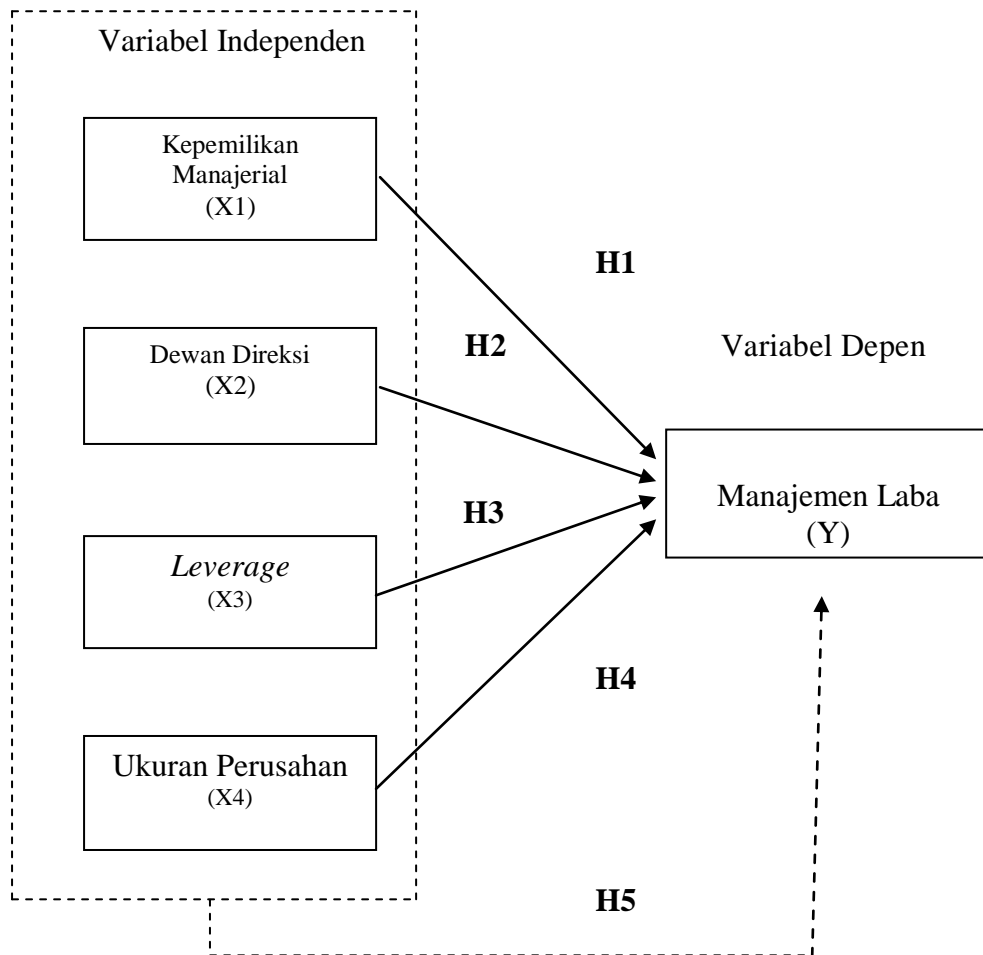 Variabel Independen
Kepemilikan
Manajerial
(X1)
H1
Dewan Direksi
(X2)
H2
Variabel Depen
Manajemen Laba
(Y)
Leverage
(X3)
H3
H4
Ukuran Perusahan
(X4)
H5